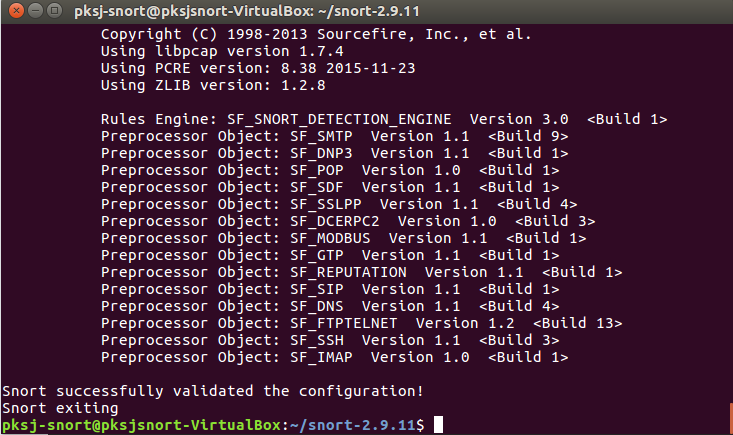 pksj-snort@pksjsnort-VirtualBox: ~/snort-2.9.11
Copyright (C) 1998-2013 Sourcefire, Inc., et al.
Using libpcap version 1.7.4
Using PCRE version: 8.38 2015-11-23
Using ZLIB version: 1.2.8
Rules Engine: SF_SNORT_DETECTION_ENGINE  Version 3.0  <Build 1>
Preprocessor Object: SF_SMTP  Version 1.1  <Build 9>
Preprocessor Object: SF_DNP3  Version 1.1  <Build 1>
Preprocessor Object: SF_POP  Version 1.0  <Build 1>
Preprocessor Object: SF_SDF  Version 1.1  <Build 1>
Preprocessor Object: SF_SSLPP  Version 1.1  <Build 4>
Preprocessor Object: SF_DCERPC2  Version 1.0  <Build 3>
Preprocessor Object: SF_MODBUS  Version 1.1  <Build 1>
Preprocessor Object: SF_GTP  Version 1.1  <Build 1>
Preprocessor Object: SF_REPUTATION  Version 1.1  <Build 1>
Preprocessor Object: SF_SIP  Version 1.1  <Build 1>
Preprocessor Object: SF_DNS  Version 1.1  <Build 4>
Preprocessor Object: SF_FTPTELNET  Version 1.2  <Build 13>
Preprocessor Object: SF_SSH  Version 1.1  <Build 3>
Preprocessor Object: SF_IMAP  Version 1.0  <Build 1>
Snort successfully validated the configuration!
Snort exiting
pksj-snort@pksjsnort-VirtualBox:~/snort-2.9.11$